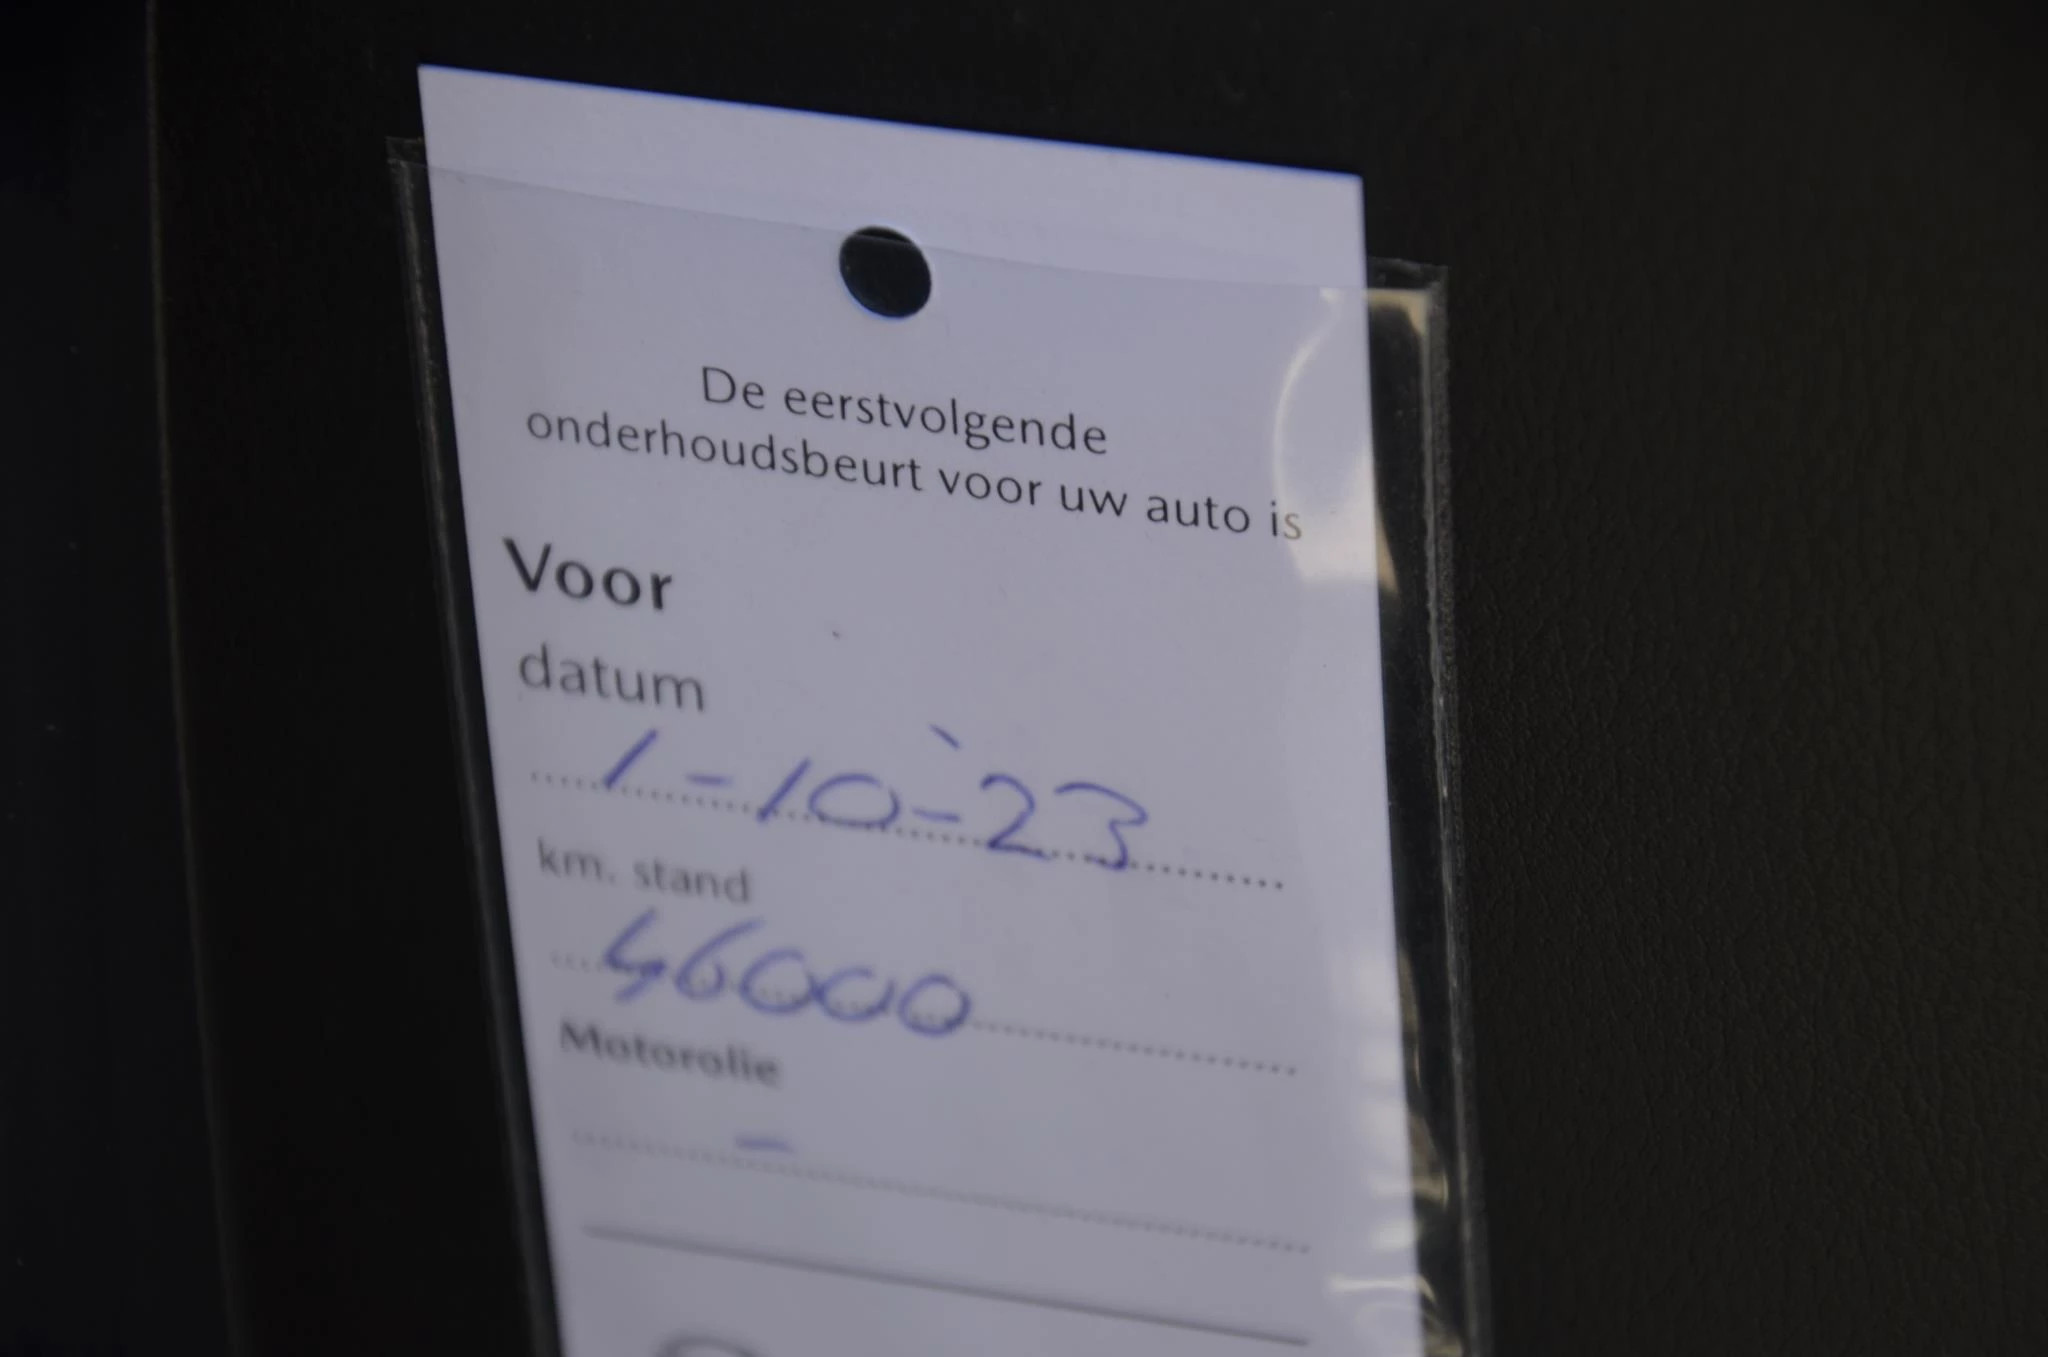 De eerstvolgende
onderhoudsbeurt voor uw auto is
Voor
datum
1-10-'23
km. stand
46000
Motorolie
-